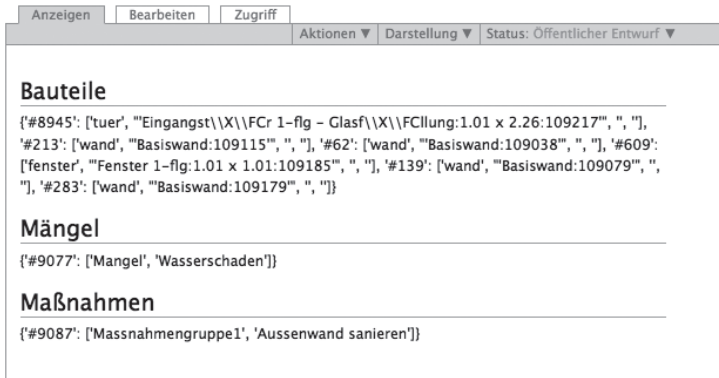 Anzeigen Bearbeiten Zugriff
Aktionen ▼ Darstellung ▼ Status: Öffentlicher Entwurf ▼
Bauteile
{'#8945': ['tuer', "'Eingangst\\X\\FCr 1-flg - Glasf\\X\\FCllung:1.01 x 2.26:109217'", '', ''],
'#213': ['wand', "'Basiswand:109115'", '', ''], '#62': ['wand', "'Basiswand:109038'", '', ''], '#609':
['fenster', "'Fenster 1-flg:1.01 x 1.01:109185'", '', ''], '#139': ['wand', "'Basiswand:109079'", '',
''], '#283': ['wand', "'Basiswand:109179'", '', '']}
Mängel
{'#9077': ['Mangel', 'Wasserschaden']}
Maßnahmen
{'#9087': ['Massnahmengruppe1', 'Aussenwand sanieren']}